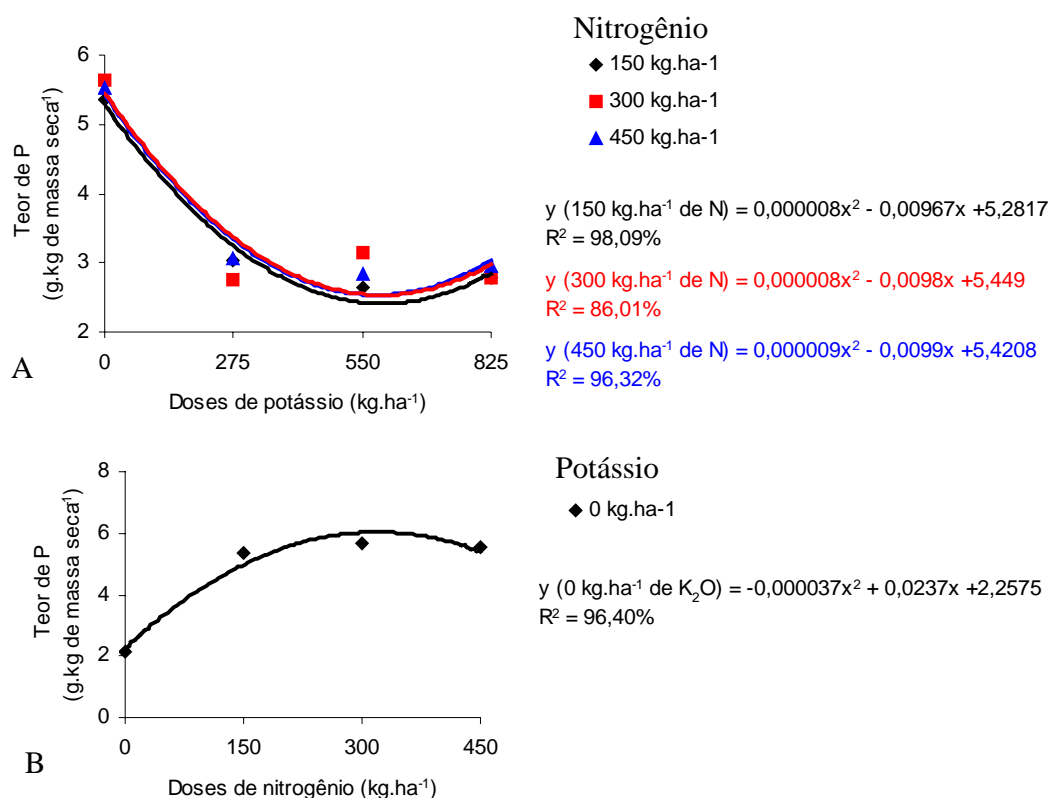 Nitrogênio
150 kg.ha-1
300 kg.ha-1
450 kg.ha-1
6
5
4
3
2
0
275
550
825
Teor de P
(g.kg de massa seca¹)
Doses de potássio (kg.ha⁻¹)
A
y (150 kg.ha⁻¹ de N) = 0,000008x² - 0,00967x +5,2817
R² = 98,09%
y (300 kg.ha⁻¹ de N) = 0,000008x² - 0,0098x +5,449
R² = 86,01%
y (450 kg.ha⁻¹ de N) = 0,000009x² - 0,0099x +5,4208
R² = 96,32%
Potássio
0 kg.ha-1
8
6
4
2
0
0
150
300
450
Teor de P
(g.kg de massa seca¹)
Doses de nitrogênio (kg.ha⁻¹)
B
y (0 kg.ha⁻¹ de K₂O) = -0,000037x² + 0,0237x +2,2575
R² = 96,40%